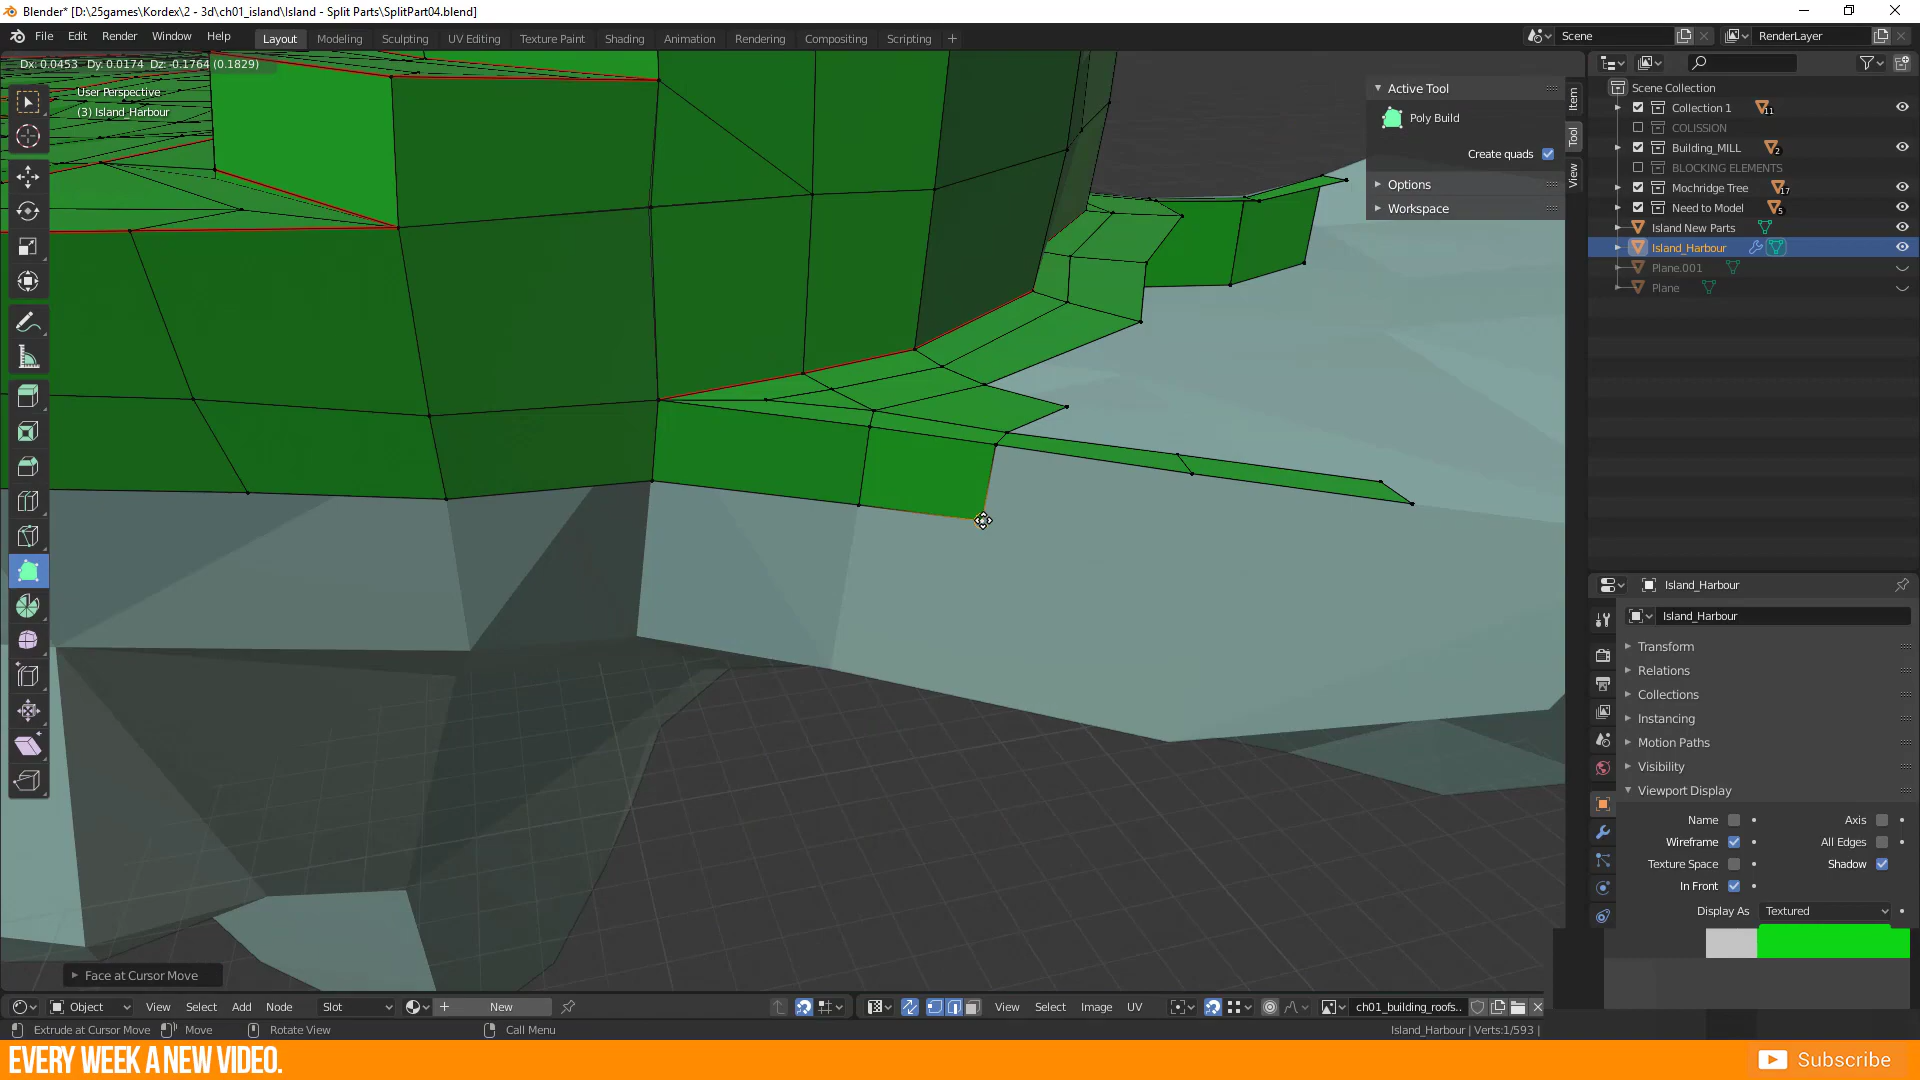 Blender* [D:\25games\Kordex\2 - 3d\ch01_island\Island - Split Parts\SplitPart04.blend]
File Edit Render Window Help Layout Modeling Sculpting UV Editing Texture Paint Shading Animation Rendering Compositing Scripting + Scene RenderLayer
Dx: 0.0453 Dy: 0.0174 Dz: -0.1764 (0.1829)
User Perspective
(3) Island_Harbour
Active Tool
Poly Build
Create quads
Options
Workspace
Item
Tool
View
Scene Collection
Collection 1 11
COLISSION
Building_MILL 2
BLOCKING ELEMENTS
Mochridge Tree 17
Need to Model 5
Island New Parts
Island_Harbour
Plane.001
Plane
Island_Harbour
Island_Harbour
Transform
Relations
Collections
Instancing
Motion Paths
Visibility
Viewport Display
Name Axis
Wireframe All Edges
Texture Space Shadow
In Front
Display As Textured
Face at Cursor Move
Object View Select Add Node Slot + New View Select Image UV ch01_building_roofs..
Extrude at Cursor Move Move Rotate View Call Menu Island_Harbour | Verts:1/593 |
EVERY WEEK A NEW VIDEO. Subscribe